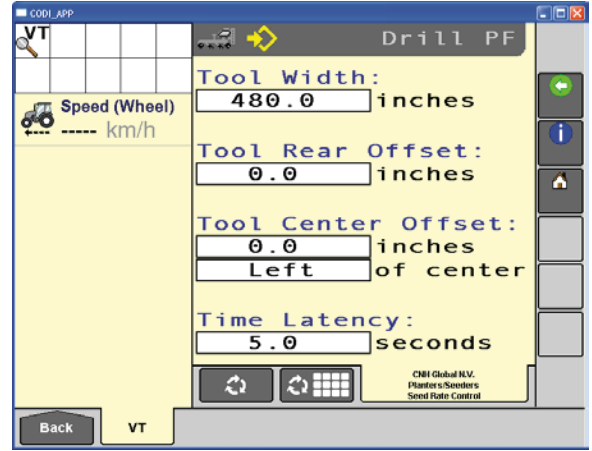 CODI_APP
VT
Speed (Wheel)
----- km/h
Drill PF
Tool Width:
480.0 inches
Tool Rear Offset:
0.0 inches
Tool Center Offset:
0.0 inches
Left of center
Time Latency:
5.0 seconds
CNH Global N.V.
Planters/Seeders
Seed Rate Control
Back
VT